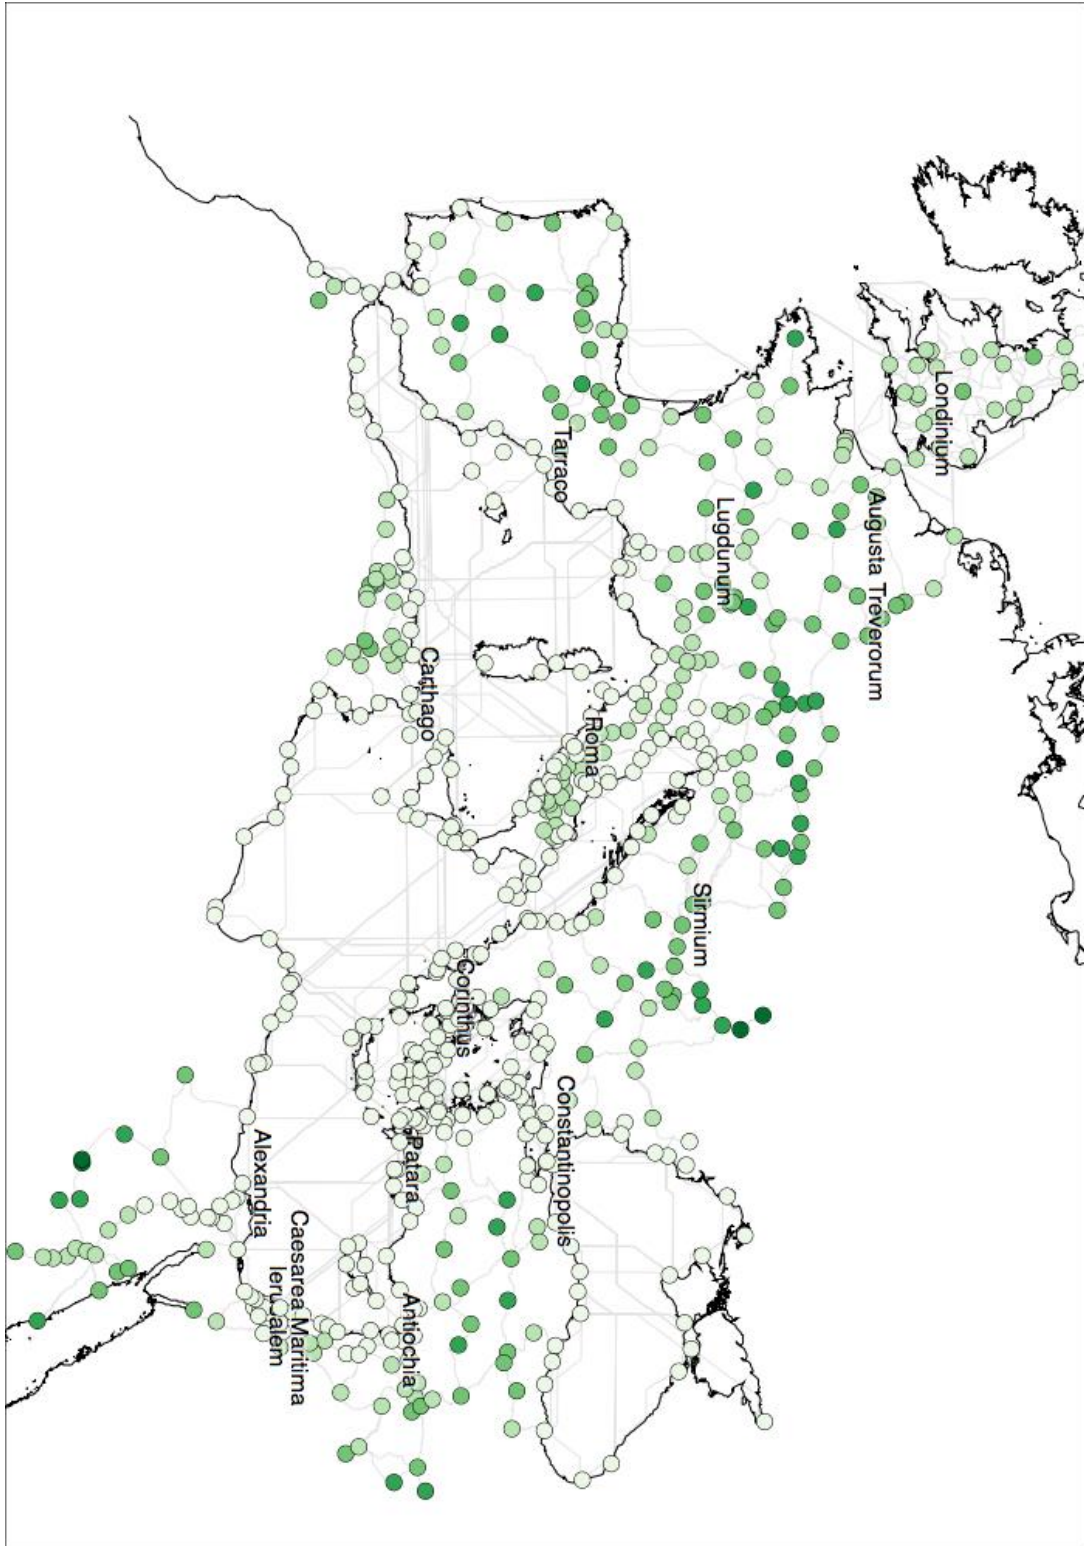 Londinium
Augusta Treverorum
Lugdunum
Tarraco
Sirmium
Roma
Carthago
Constantinopolis
Corinthus
Patara
Antiochia
Caesarea Maritima
Ierusalem
Alexandria